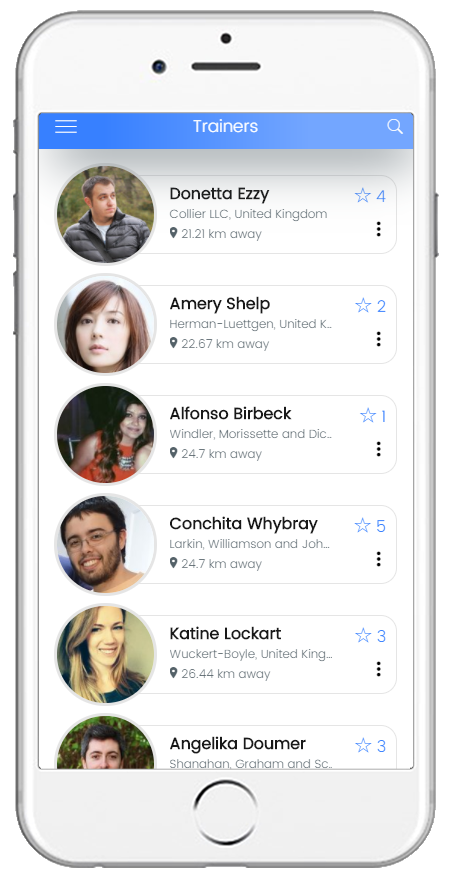 Trainers
Donetta Ezzy
☆ 4
Collier LLC, United Kingdom
21.21 km away
Amery Shelp
☆ 2
Herman-Luettgen, United K...
22.67 km away
Alfonso Birbeck
☆ 1
Windler, Morissette and Dic...
24.7 km away
Conchita Whybray
☆ 5
Larkin, Williamson and Joh...
24.7 km away
Katine Lockart
☆ 3
Wuckert-Boyle, United King...
26.44 km away
Angelika Doumer
☆ 3
Shanahan, Graham and Sc...